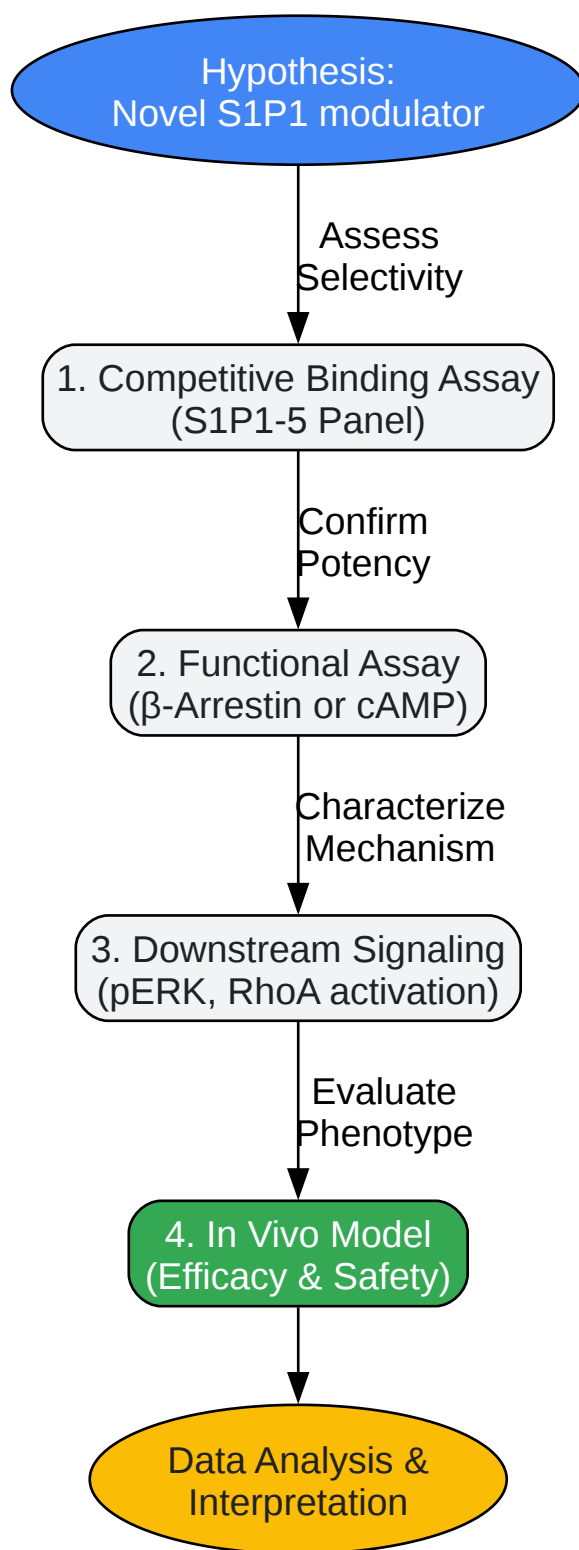 Hypothesis:
Novel S1P1 modulator
Assess
Selectivity
1. Competitive Binding Assay
(S1P1-5 Panel)
Confirm
Potency
2. Functional Assay
(β-Arrestin or cAMP)
Characterize
Mechanism
3. Downstream Signaling
(pERK, RhoA activation)
Evaluate
Phenotype
4. In Vivo Model
(Efficacy & Safety)
Data Analysis &
Interpretation